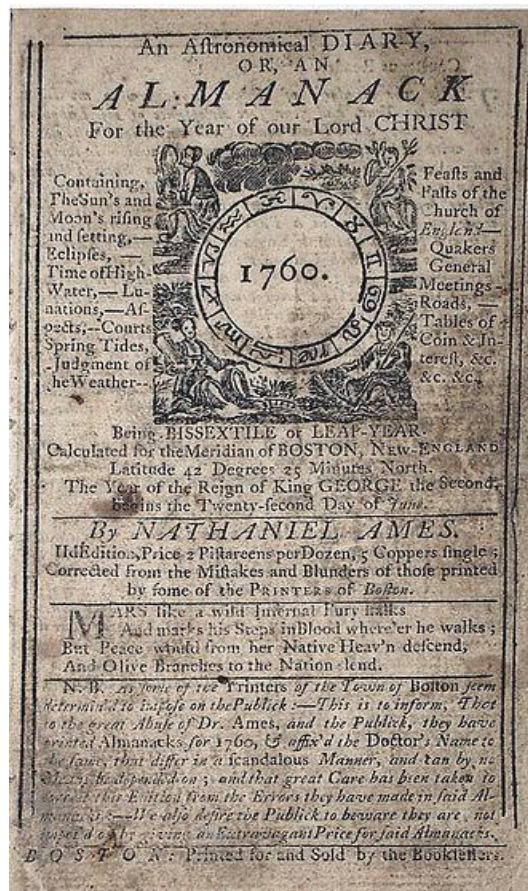 An Aſtronomical DIARY,
OR, AN
ALMANACK
For the Year of our Lord CHRIST
Containing,
The Sun's and
Moon's riſing
and ſetting,—
Eclipſes, —
Time of High-
Water,— Lu-
nations,—Aſ-
pects,--Courts
Spring Tides,
Judgment of
the Weather--
1760.
Feaſts and
Faſts of the
Church of
England—
Quakers
General
Meetings -
Roads, —
Tables of
Coin & In-
tereſt, &c.
&c. &c.
Being BISSEXTILE or LEAP-YEAR.
Calculated for the Meridian of BOSTON, NEW-ENGLAND
Latitude 42 Degrees 25 Minutes North.
The Year of the Reign of King GEORGE the Second,
begins the Twenty-second Day of June.
By NATHANIEL AMES.
IId Edition, Price 2 Piſtareens per Dozen, 5 Coppers ſingle;
Corrected from the Miſtakes and Blunders of thoſe printed
by ſome of the PRINTERS of Boſton.
MARS like a wild Infernal Fury ſtalks
And marks his Steps in Blood where'er he walks;
But Peace would from her Native Heav'n deſcend,
And Olive Branches to the Nation lend.
N.B. As ſome of the Printers of the Town of Boſton ſeem
determin'd to impoſe on the Publick :—This is to inform, That
to the great Abuſe of Dr. Ames, and the Publick, they have
printed Almanacks for 1760, & affix'd the Doctor's Name to
the ſame, that differ in a ſcandalous Manner, and can by no
Means be depended on; and that great Care has been taken to
correct this Edition from the Errors they have made in ſaid Al-
manacks:—We alſo deſire the Publick to beware they are not
impos'd on by giving an Extravagant Price for ſaid Almanacks.
BOSTON: Printed for and Sold by the Bookſellers.